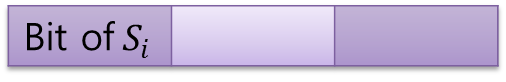 Bit of Sᵢ